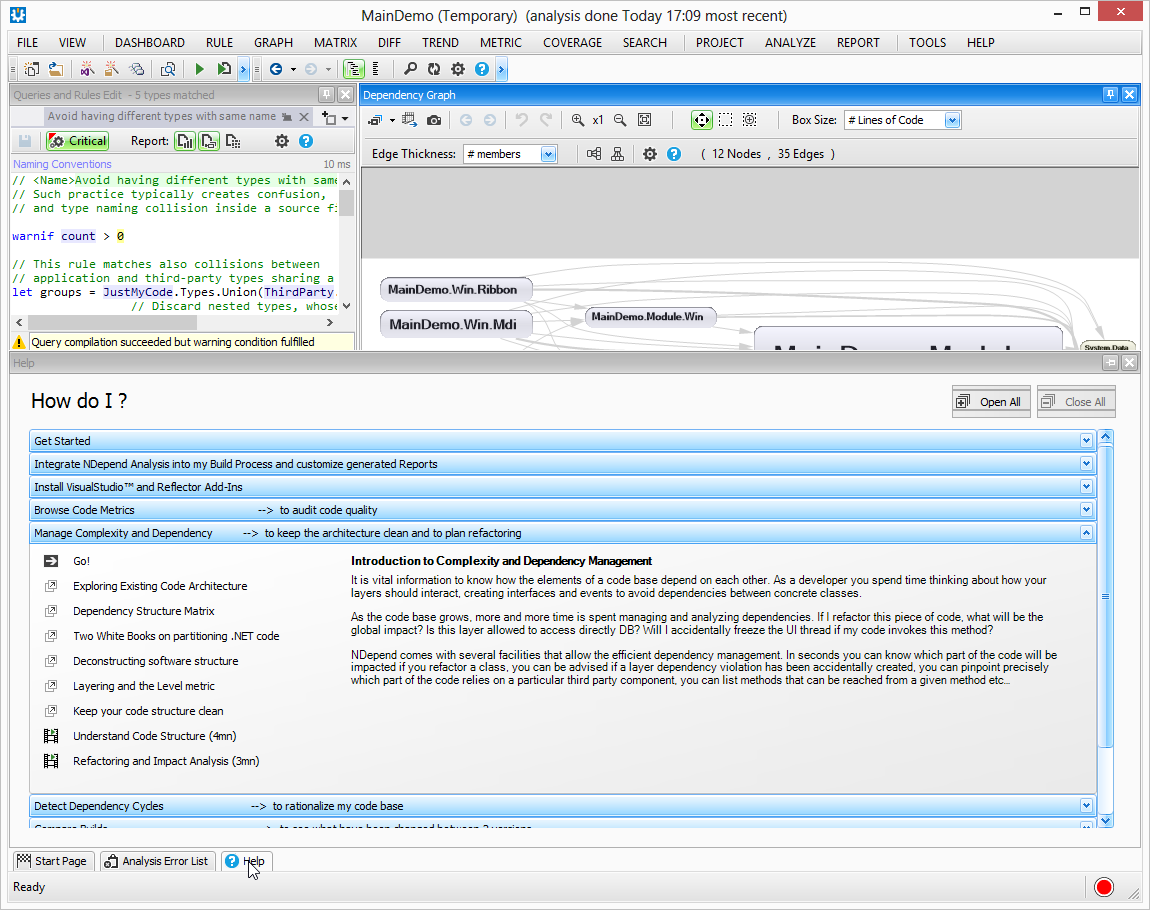 MainDemo (Temporary)  (analysis done Today 17:09 most recent)
FILE VIEW DASHBOARD RULE GRAPH MATRIX DIFF TREND METRIC COVERAGE SEARCH PROJECT ANALYZE REPORT TOOLS HELP
Queries and Rules Edit  - 5 types matched
Avoid having different types with same name
Critical Report:
Naming Conventions 10 ms
// <Name>Avoid having different types with same
// Such practice typically creates confusion,
// and type naming collision inside a source fi
warnif count > 0
// This rule matches also collisions between
// application and third-party types sharing a
let groups = JustMyCode.Types.Union(ThirdParty.
// Discard nested types, whose
Query compilation succeeded but warning condition fulfilled
Dependency Graph
x1 Box Size: # Lines of Code
Edge Thickness: # members ( 12 Nodes , 35 Edges )
MainDemo.Win.Ribbon
MainDemo.Win.Mdi
MainDemo.Module.Win
System.Data
Help
How do I ?
Open All
Close All
Get Started
Integrate NDepend Analysis into my Build Process and customize generated Reports
Install VisualStudio™ and Reflector Add-Ins
Browse Code Metrics --> to audit code quality
Manage Complexity and Dependency --> to keep the architecture clean and to plan refactoring
Go!
Exploring Existing Code Architecture
Dependency Structure Matrix
Two White Books on partitioning .NET code
Deconstructing software structure
Layering and the Level metric
Keep your code structure clean
Understand Code Structure (4mn)
Refactoring and Impact Analysis (3mn)
Introduction to Complexity and Dependency Management
It is vital information to know how the elements of a code base depend on each other. As a developer you spend time thinking about how your
layers should interact, creating interfaces and events to avoid dependencies between concrete classes.
As the code base grows, more and more time is spent managing and analyzing dependencies. If I refactor this piece of code, what will be the
global impact? Is this layer allowed to access directly DB? Will I accidentally freeze the UI thread if my code invokes this method?
NDepend comes with several facilities that allow the efficient dependency management. In seconds you can know which part of the code will be
impacted if you refactor a class, you can be advised if a layer dependency violation has been accidentally created, you can pinpoint precisely
which part of the code relies on a particular third party component, you can list methods that can be reached from a given method etc...
Detect Dependency Cycles --> to rationalize my code base
Compare Builds --> to see what have been changed between 2 versions
Start Page Analysis Error List Help
Ready